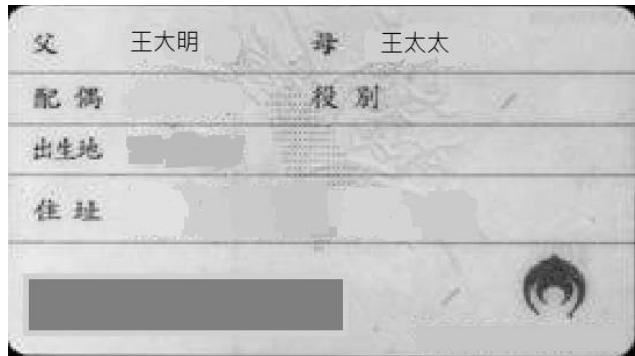 父 王大明 母 王太太
配偶 役別
出生地
住址